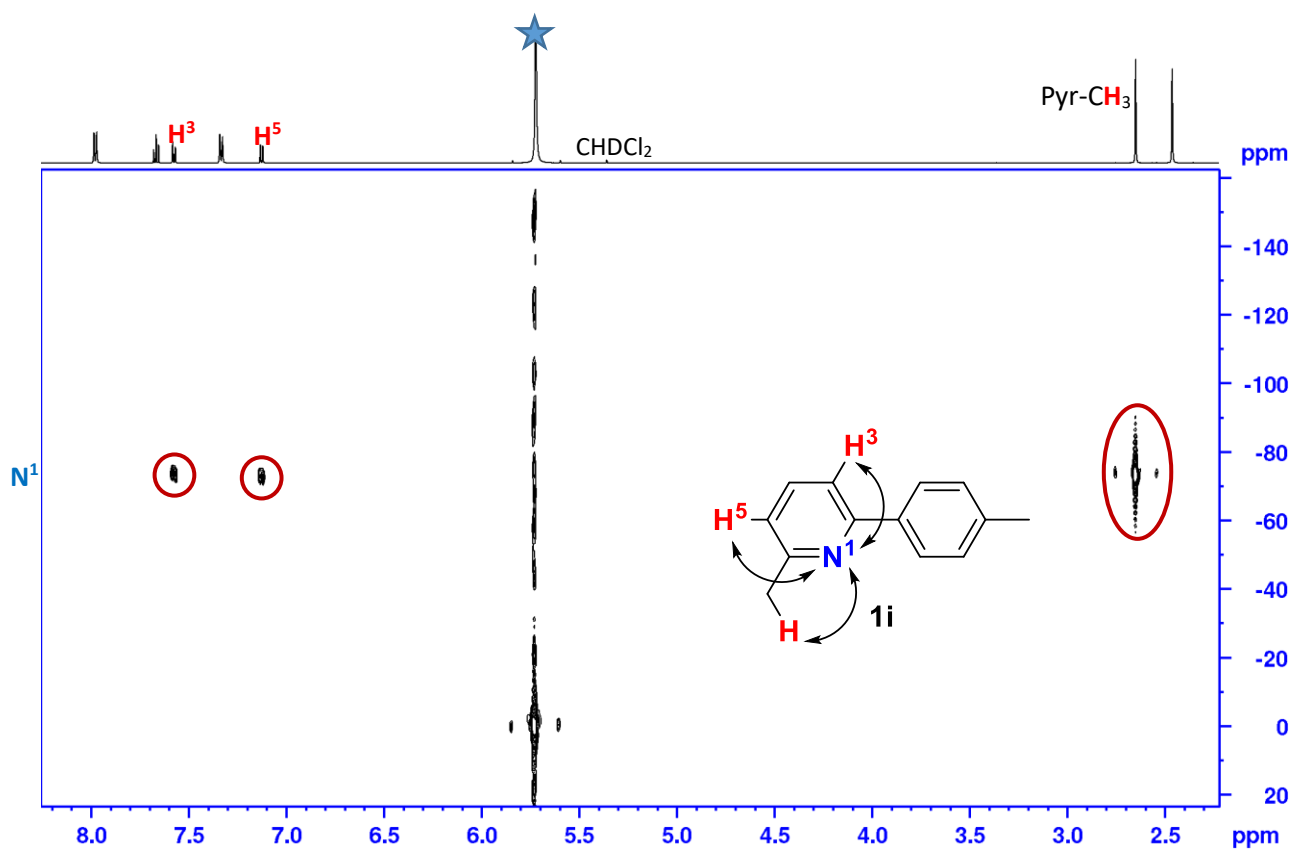 Pyr-CH₃
H³
H⁵
CHDCl₂
ppm
-140
-120
-100
-80
N¹
-60
-40
-20
0
20
H³
H⁵
N¹
H
1i
8.0 7.5 7.0 6.5 6.0 5.5 5.0 4.5 4.0 3.5 3.0 2.5 ppm